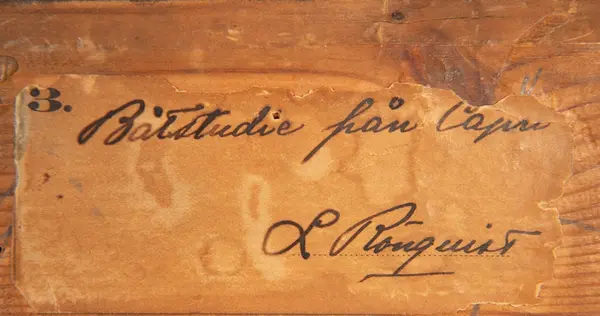 3. Båtstudie från Capri
L Rönquist